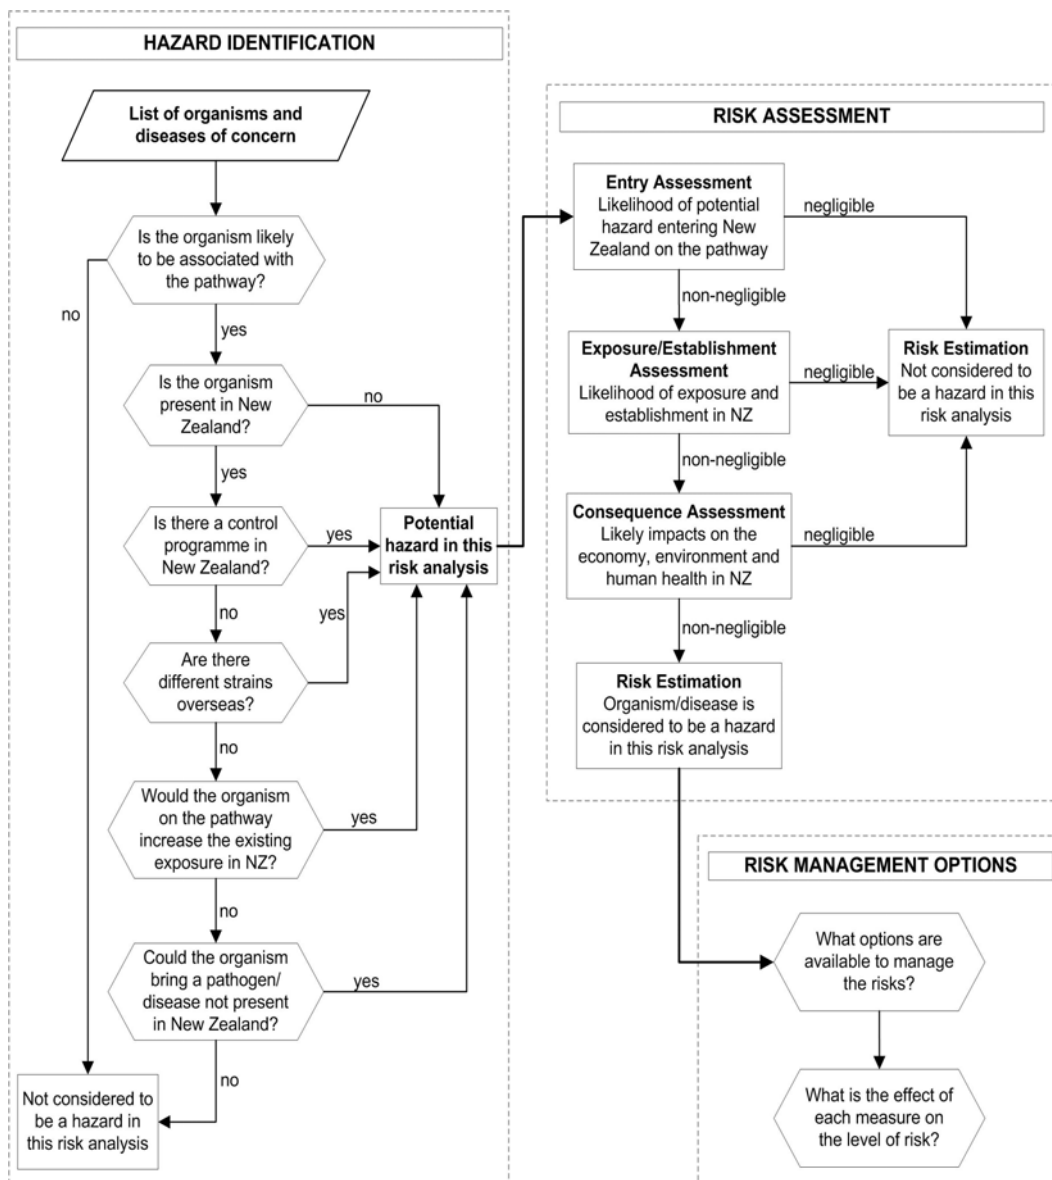 HAZARD IDENTIFICATION
List of organisms and
diseases of concern
Is the organism likely
to be associated with
the pathway?
no
yes
Is the organism
present in New
Zealand?
no
yes
Is there a control
programme in
New Zealand?
yes
Potential
hazard in this
risk analysis
no
yes
Are there
different strains
overseas?
no
Would the organism
on the pathway
increase the existing
exposure in NZ?
yes
no
Could the organism
bring a pathogen/
disease not present
in New Zealand?
yes
no
Not considered to
be a hazard in
this risk analysis
RISK ASSESSMENT
Entry Assessment
Likelihood of potential
hazard entering New
Zealand on the pathway
negligible
non-negligible
Exposure/Establishment
Assessment
Likelihood of exposure and
establishment in NZ
negligible
Risk Estimation
Not considered to
be a hazard in this
risk analysis
non-negligible
Consequence Assessment
Likely impacts on the
economy, environment and
human health in NZ
negligible
non-negligible
Risk Estimation
Organism/disease is
considered to be a hazard
in this risk analysis
RISK MANAGEMENT OPTIONS
What options are
available to manage
the risks?
What is the effect of
each measure on
the level of risk?